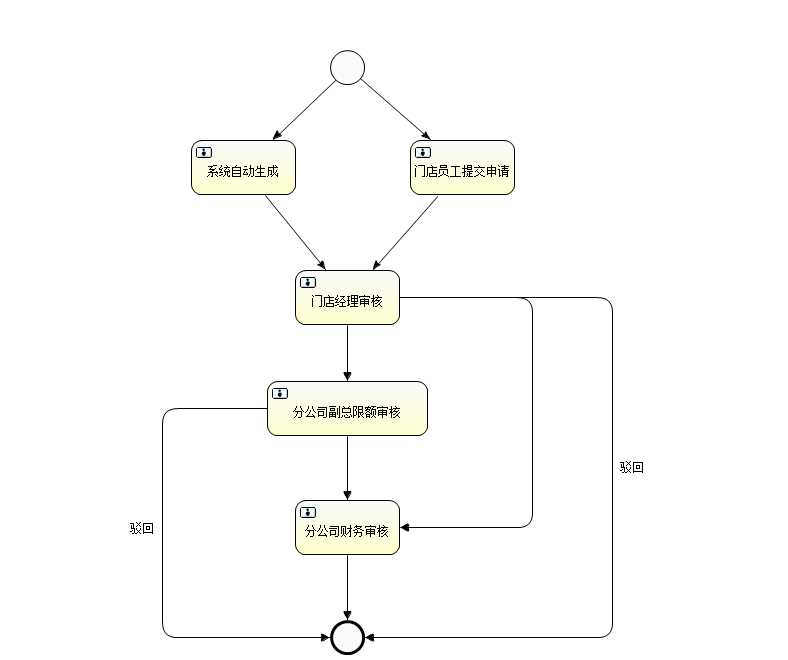 系统自动生成
门店员工提交申请
门店经理审核
分公司副总限额审核
驳回
驳回
分公司财务审核